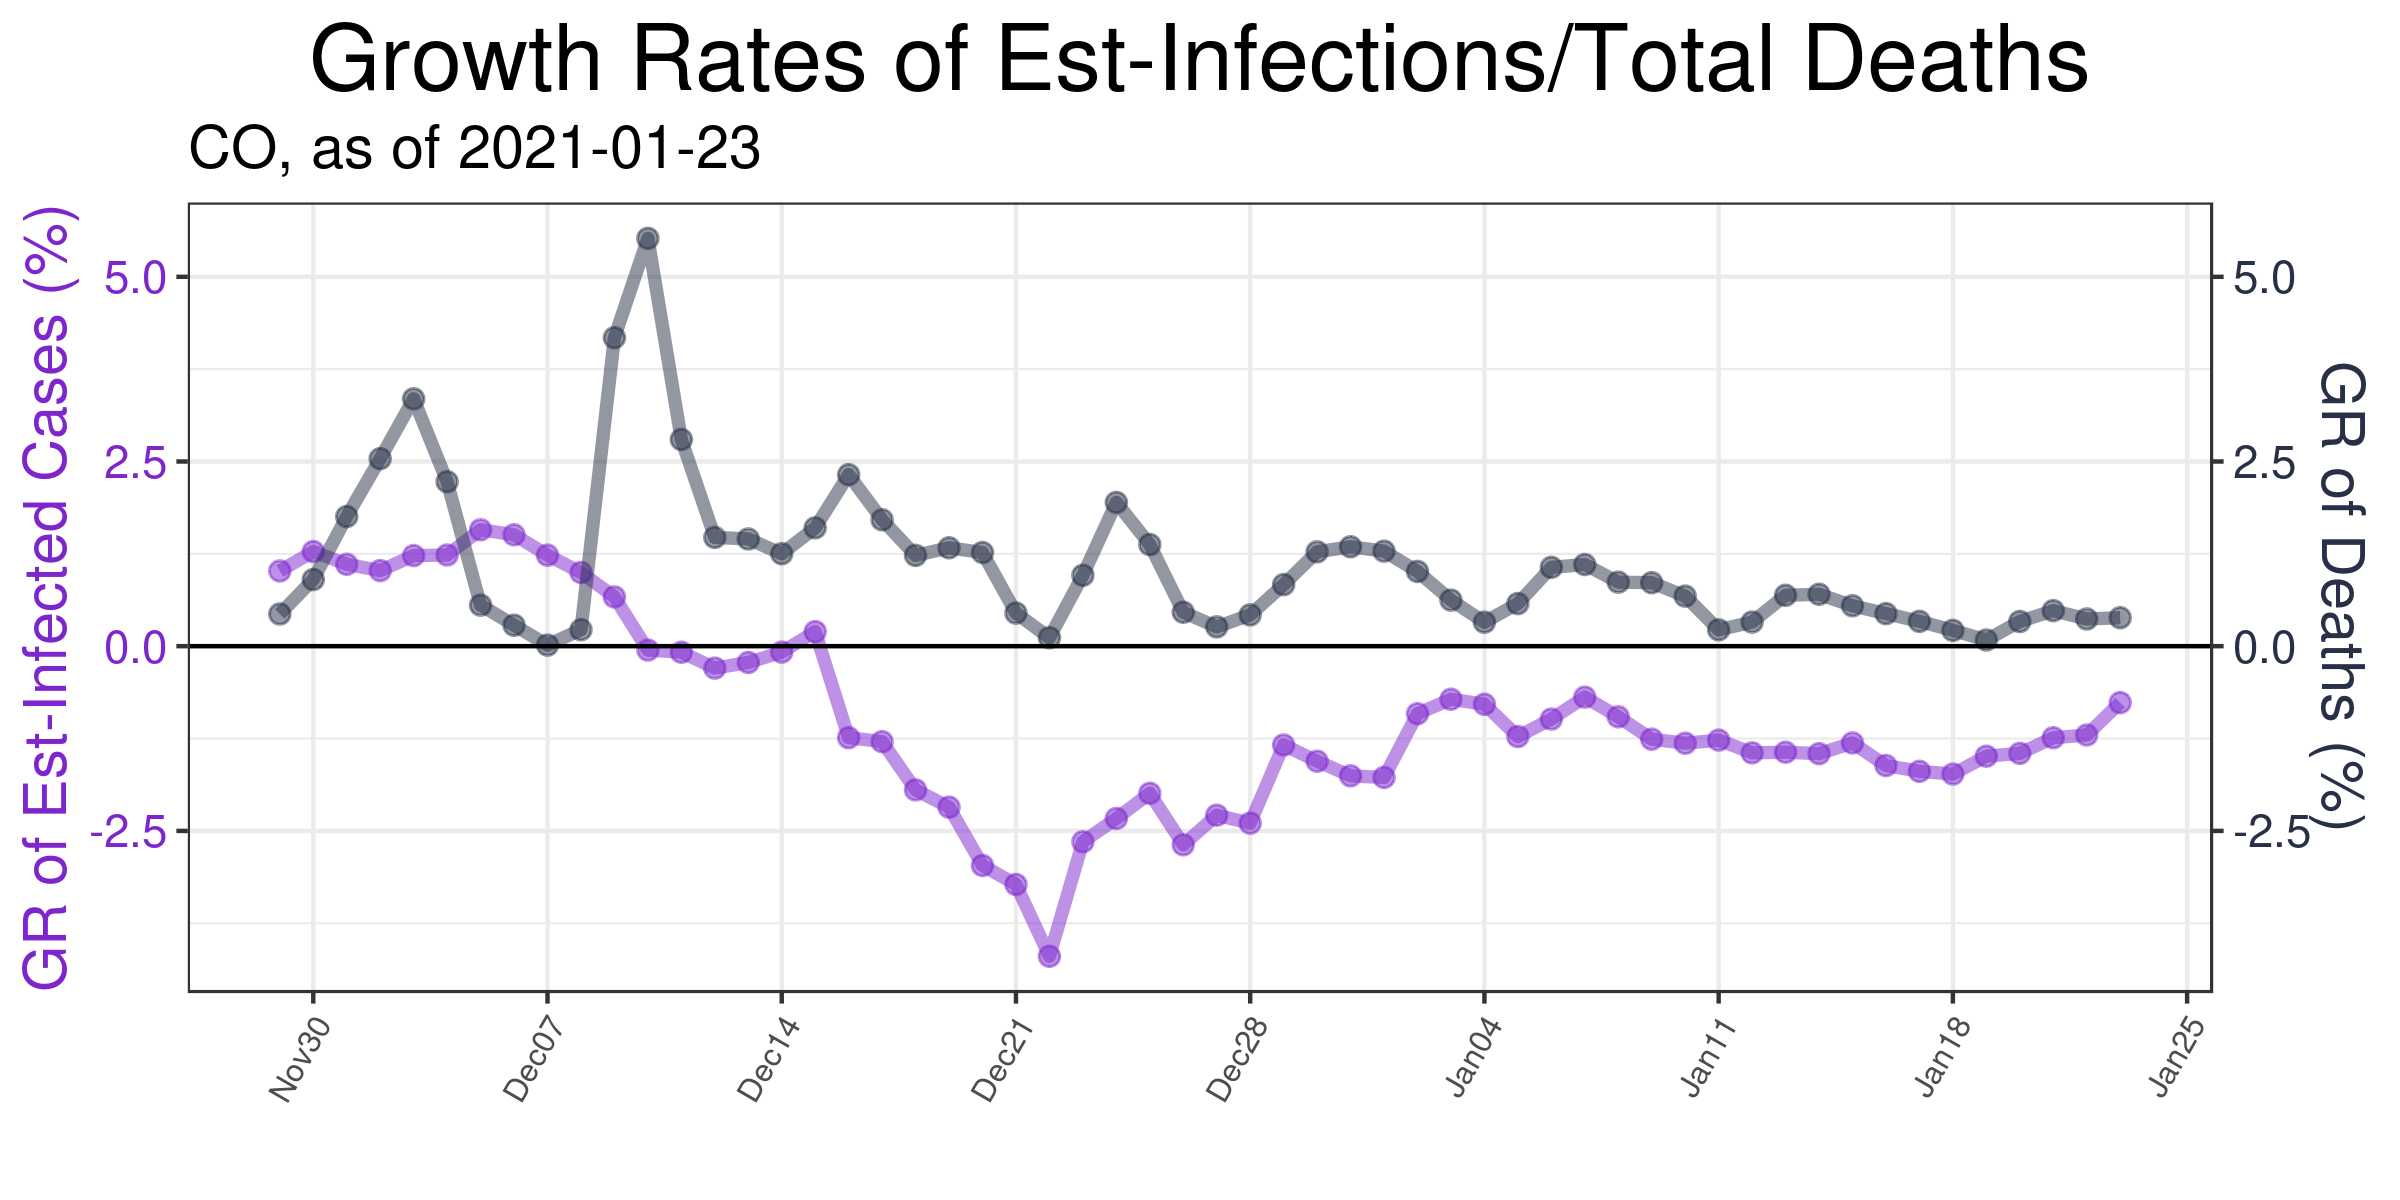 Growth Rates of Est-Infections/Total Deaths
CO, as of 2021-01-23
GR of Est-Infected Cases (%)
5.0
2.5
0.0
-2.5
5.0
2.5
0.0
-2.5
GR of Deaths (%)
Nov30
Dec07
Dec14
Dec21
Dec28
Jan04
Jan11
Jan18
Jan25